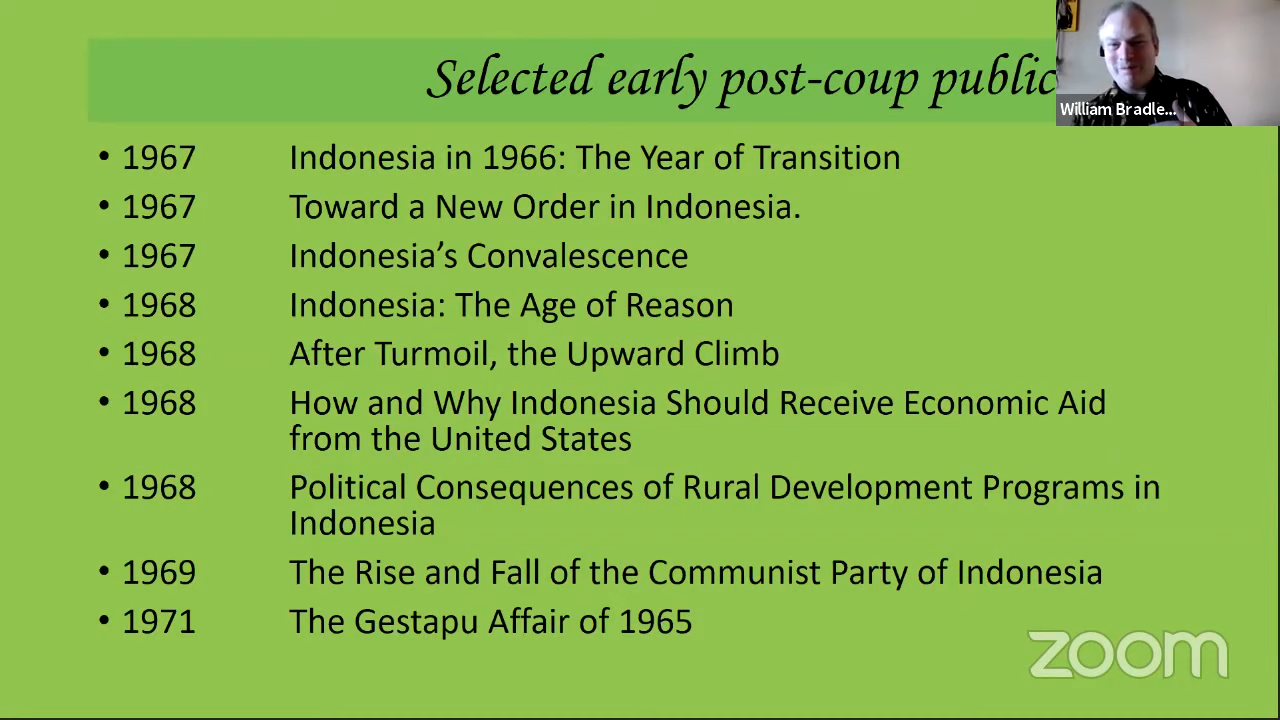 Selected early post-coup public
William Bradle...
• 1967 Indonesia in 1966: The Year of Transition
• 1967 Toward a New Order in Indonesia.
• 1967 Indonesia’s Convalescence
• 1968 Indonesia: The Age of Reason
• 1968 After Turmoil, the Upward Climb
• 1968 How and Why Indonesia Should Receive Economic Aid
from the United States
• 1968 Political Consequences of Rural Development Programs in
Indonesia
• 1969 The Rise and Fall of the Communist Party of Indonesia
• 1971 The Gestapu Affair of 1965
zoom